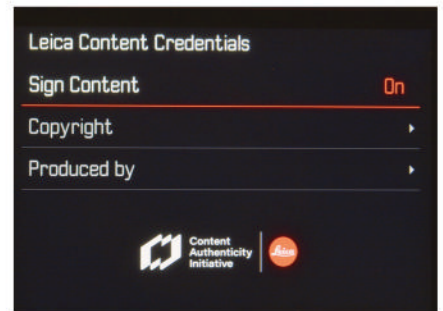 Leica Content Credentials
Sign Content On
Copyright
Produced by
Content
Authenticity
Initiative
Leica